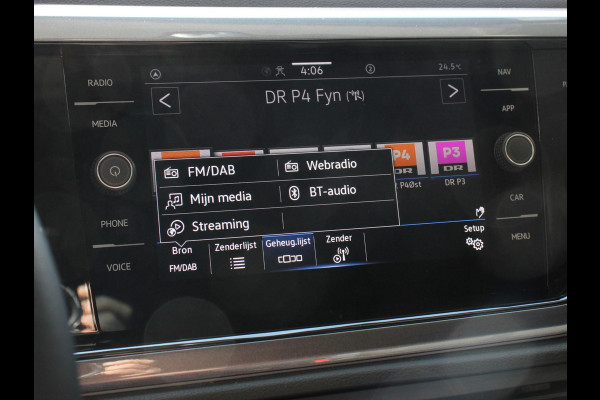 RADIO
MEDIA
PHONE
VOICE
4:06
2
24.5°C
NAV
APP
CAR
MENU
DR P4 Fyn
FM/DAB
Webradio
Mijn media
BT-audio
Streaming
P4
DR
P3
DR
P4Øst
DR P3
Bron
FM/DAB
Zenderlijst
Geheug.lijst
Zender
Setup